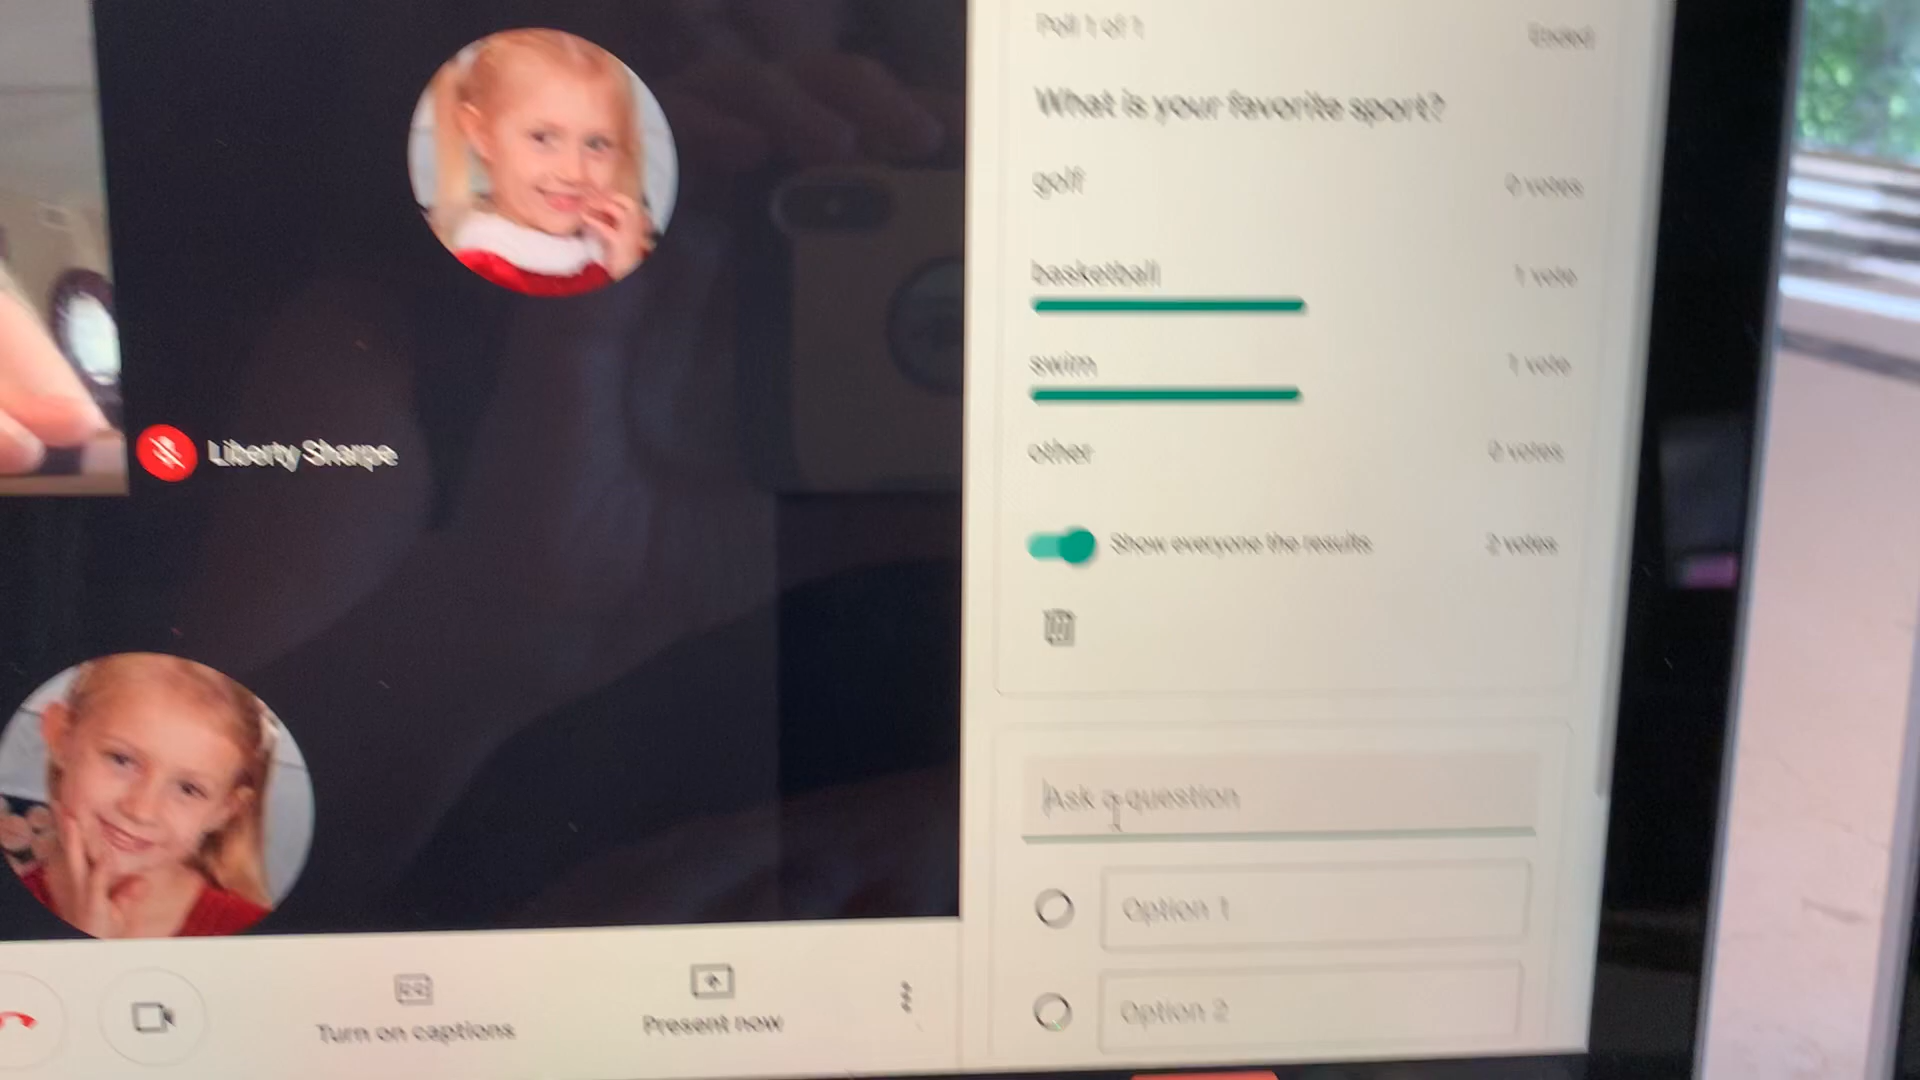 Poll 1 of 1
Ended
What is your favorite sport?
golf
0 votes
basketball
1 vote
swim
1 vote
other
0 votes
Show everyone the results
2 votes
Liberty Sharpe
Ask a question
Option 1
Option 2
Turn on captions
Present now